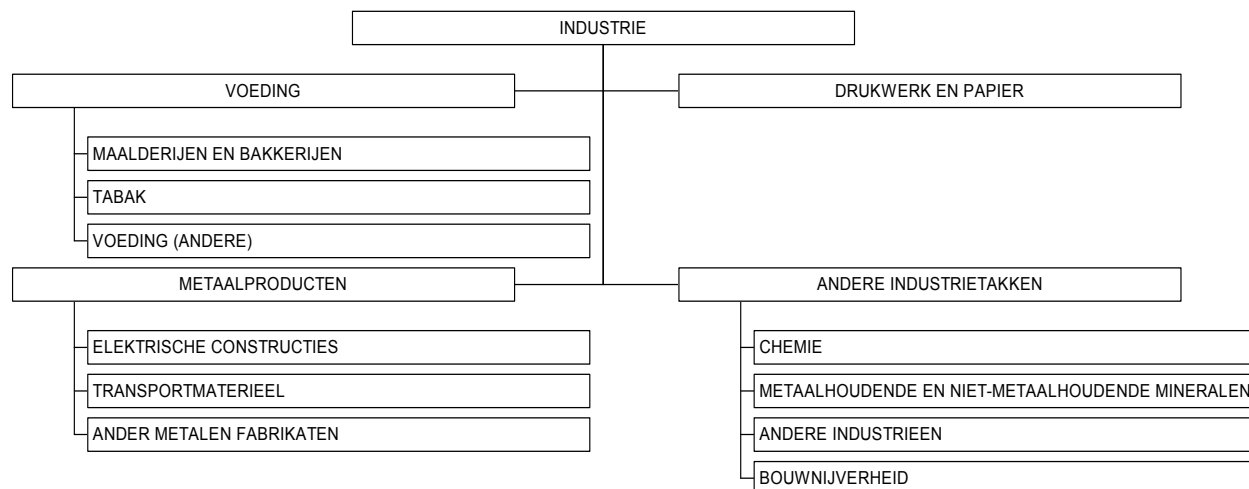 INDUSTRIE
VOEDING
DRUKWERK EN PAPIER
MAALDERIJEN EN BAKKERIJEN
TABAK
VOEDING (ANDERE)
METAALPRODUCTEN
ANDERE INDUSTRIETAKKEN
ELEKTRISCHE CONSTRUCTIES
TRANSPORTMATERIEEL
ANDER METALEN FABRIKATEN
CHEMIE
METAALHOUDENDE EN NIET-METAALHOUDENDE MINERALEN
ANDERE INDUSTRIEEN
BOUWNIJVERHEID